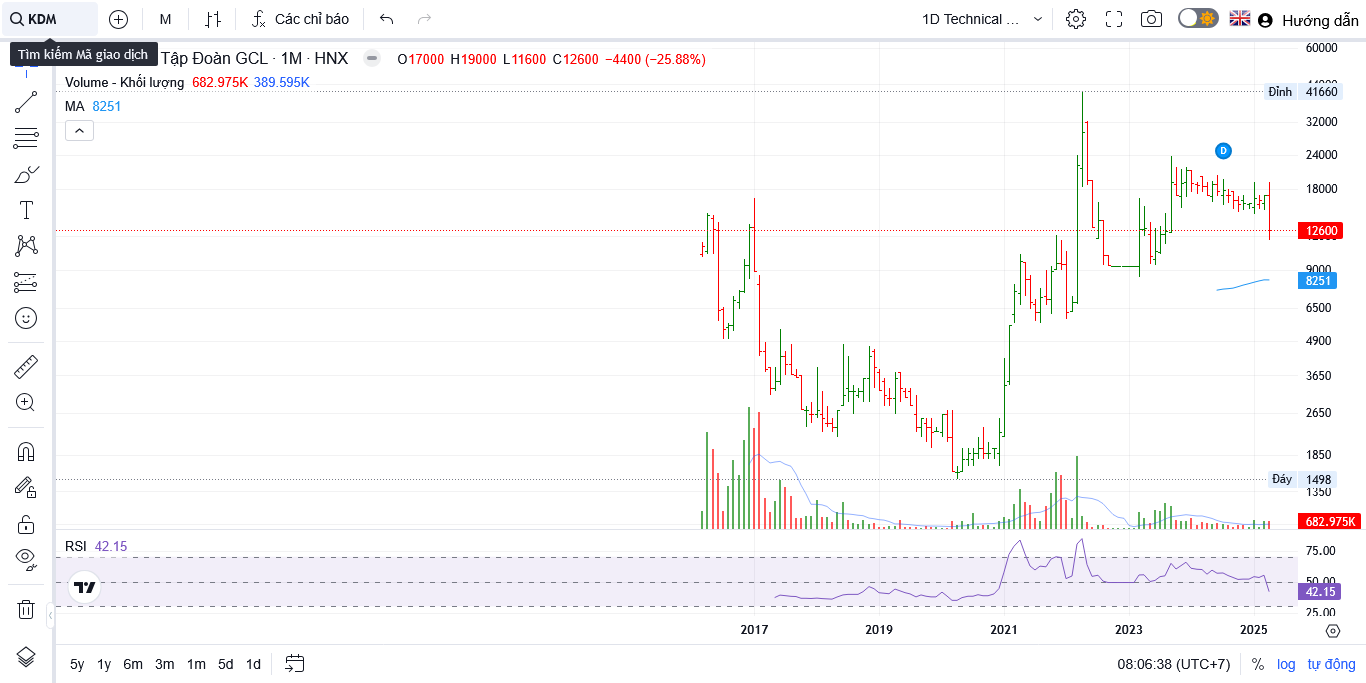 KDM M Các chỉ báo 1D Technical ... Hướng dẫn
Tìm kiếm Mã giao dịch
Tập Đoàn GCL · 1M · HNX O17000 H19000 L11600 C12600 −4400 (−25.88%)
Volume - Khối lượng 682.975K 389.595K
MA 8251
60000
Đỉnh 41660
32000
24000
D
18000
12600
9000
8251
6500
4900
3650
2650
1850
Đáy 1498
1350
682.975K
RSI 42.15
75.00
50.00
42.15
25.00
2017 2019 2021 2023 2025
5y 1y 6m 3m 1m 5d 1d 08:06:38 (UTC+7) % log tự động